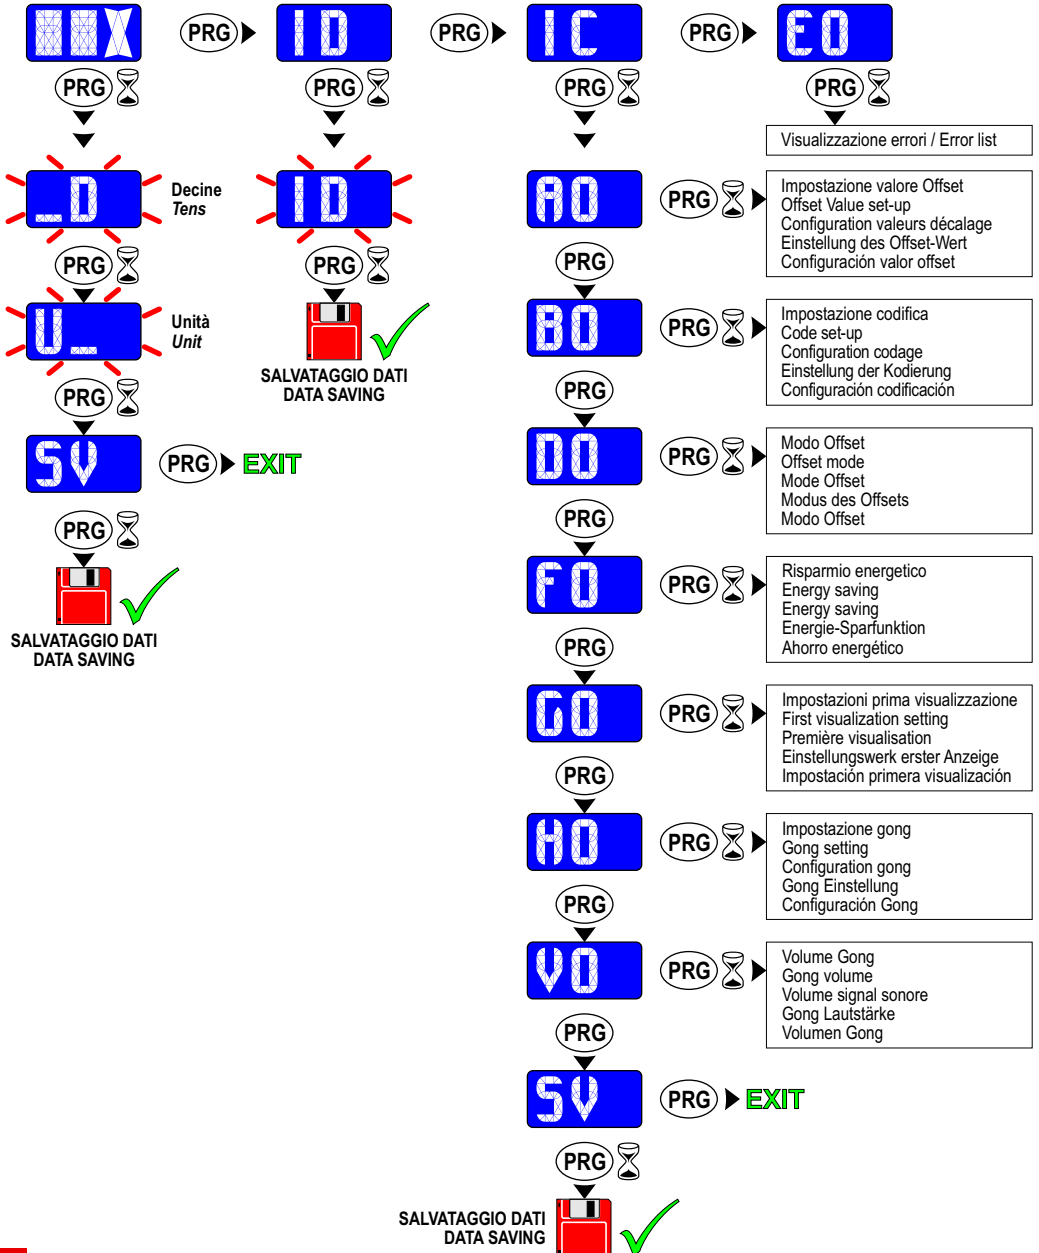 PRG
ID
PRG
IC
PRG
EO
PRG
PRG
PRG
PRG
Visualizzazione errori / Error list
_D
Decine
Tens
ID
AO
PRG
Impostazione valore Offset
Offset Value set-up
Configuration valeurs décalage
Einstellung des Offset-Wert
Configuración valor offset
PRG
PRG
PRG
U_
Unità
Unit
BO
PRG
Impostazione codifica
Code set-up
Configuration codage
Einstellung der Kodierung
Configuración codificación
SALVATAGGIO DATI
DATA SAVING
PRG
PRG
SV
PRG
EXIT
DO
PRG
Modo Offset
Offset mode
Mode Offset
Modus des Offsets
Modo Offset
PRG
PRG
SALVATAGGIO DATI
DATA SAVING
FO
PRG
Risparmio energetico
Energy saving
Energy saving
Energie-Sparfunktion
Ahorro energético
PRG
GO
PRG
Impostazioni prima visualizzazione
First visualization setting
Première visualisation
Einstellungswerk erster Anzeige
Impostación primera visualización
PRG
HO
PRG
Impostazione gong
Gong setting
Configuration gong
Gong Einstellung
Configuración Gong
PRG
VO
PRG
Volume Gong
Gong volume
Volume signal sonore
Gong Lautstärke
Volumen Gong
PRG
SV
PRG
EXIT
PRG
SALVATAGGIO DATI
DATA SAVING